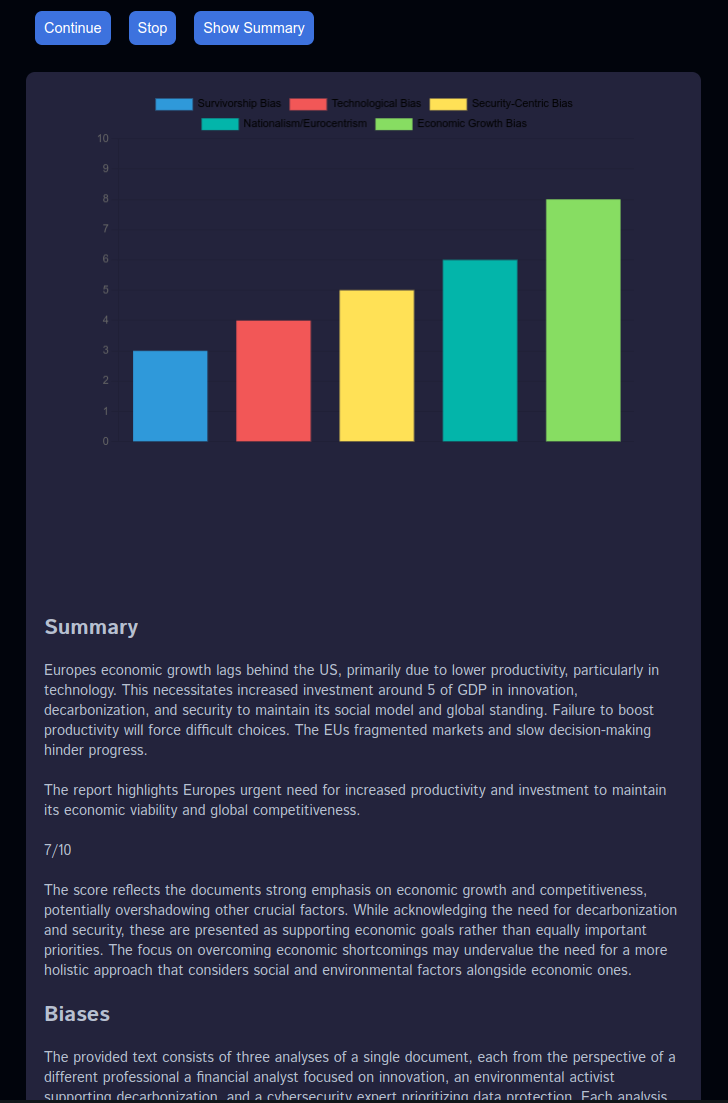 Continue Stop Show Summary
Survivorship Bias Technological Bias Security-Centric Bias
Nationalism/Eurocentrism Economic Growth Bias
10
9
8
7
6
5
4
3
2
1
0
Summary
Europes economic growth lags behind the US, primarily due to lower productivity, particularly in
technology. This necessitates increased investment around 5 of GDP in innovation,
decarbonization, and security to maintain its social model and global standing. Failure to boost
productivity will force difficult choices. The EUs fragmented markets and slow decision-making
hinder progress.
The report highlights Europes urgent need for increased productivity and investment to maintain
its economic viability and global competitiveness.
7/10
The score reflects the documents strong emphasis on economic growth and competitiveness,
potentially overshadowing other crucial factors. While acknowledging the need for decarbonization
and security, these are presented as supporting economic goals rather than equally important
priorities. The focus on overcoming economic shortcomings may undervalue the need for a more
holistic approach that considers social and environmental factors alongside economic ones.
Biases
The provided text consists of three analyses of a single document, each from the perspective of a
different professional a financial analyst focused on innovation, an environmental activist
supporting decarbonization, and a cybersecurity expert prioritizing data protection. Each analysis